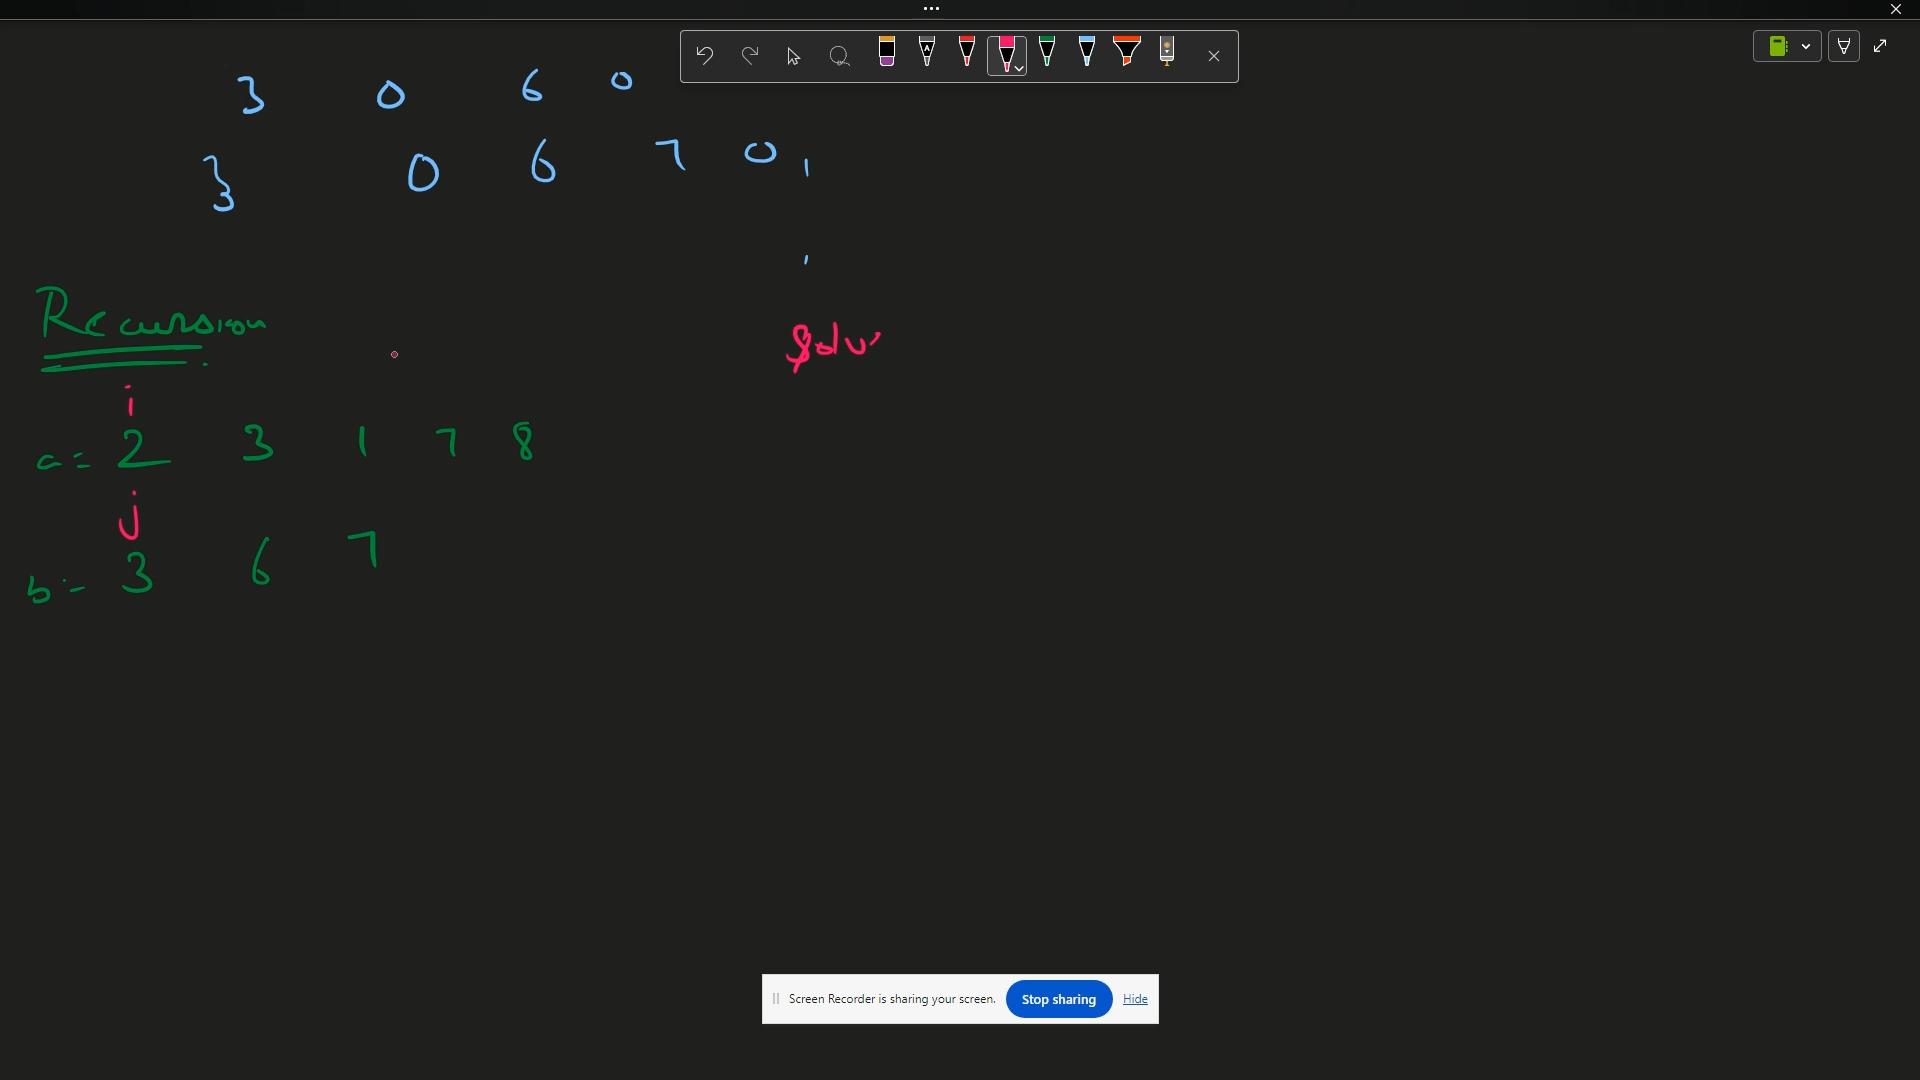 3 0 6 0
3 0 6 7 0,
Recursion
i
a = 2 3 1 7 8
j
b = 3 6 7
Screen Recorder is sharing your screen. Stop sharing Hide